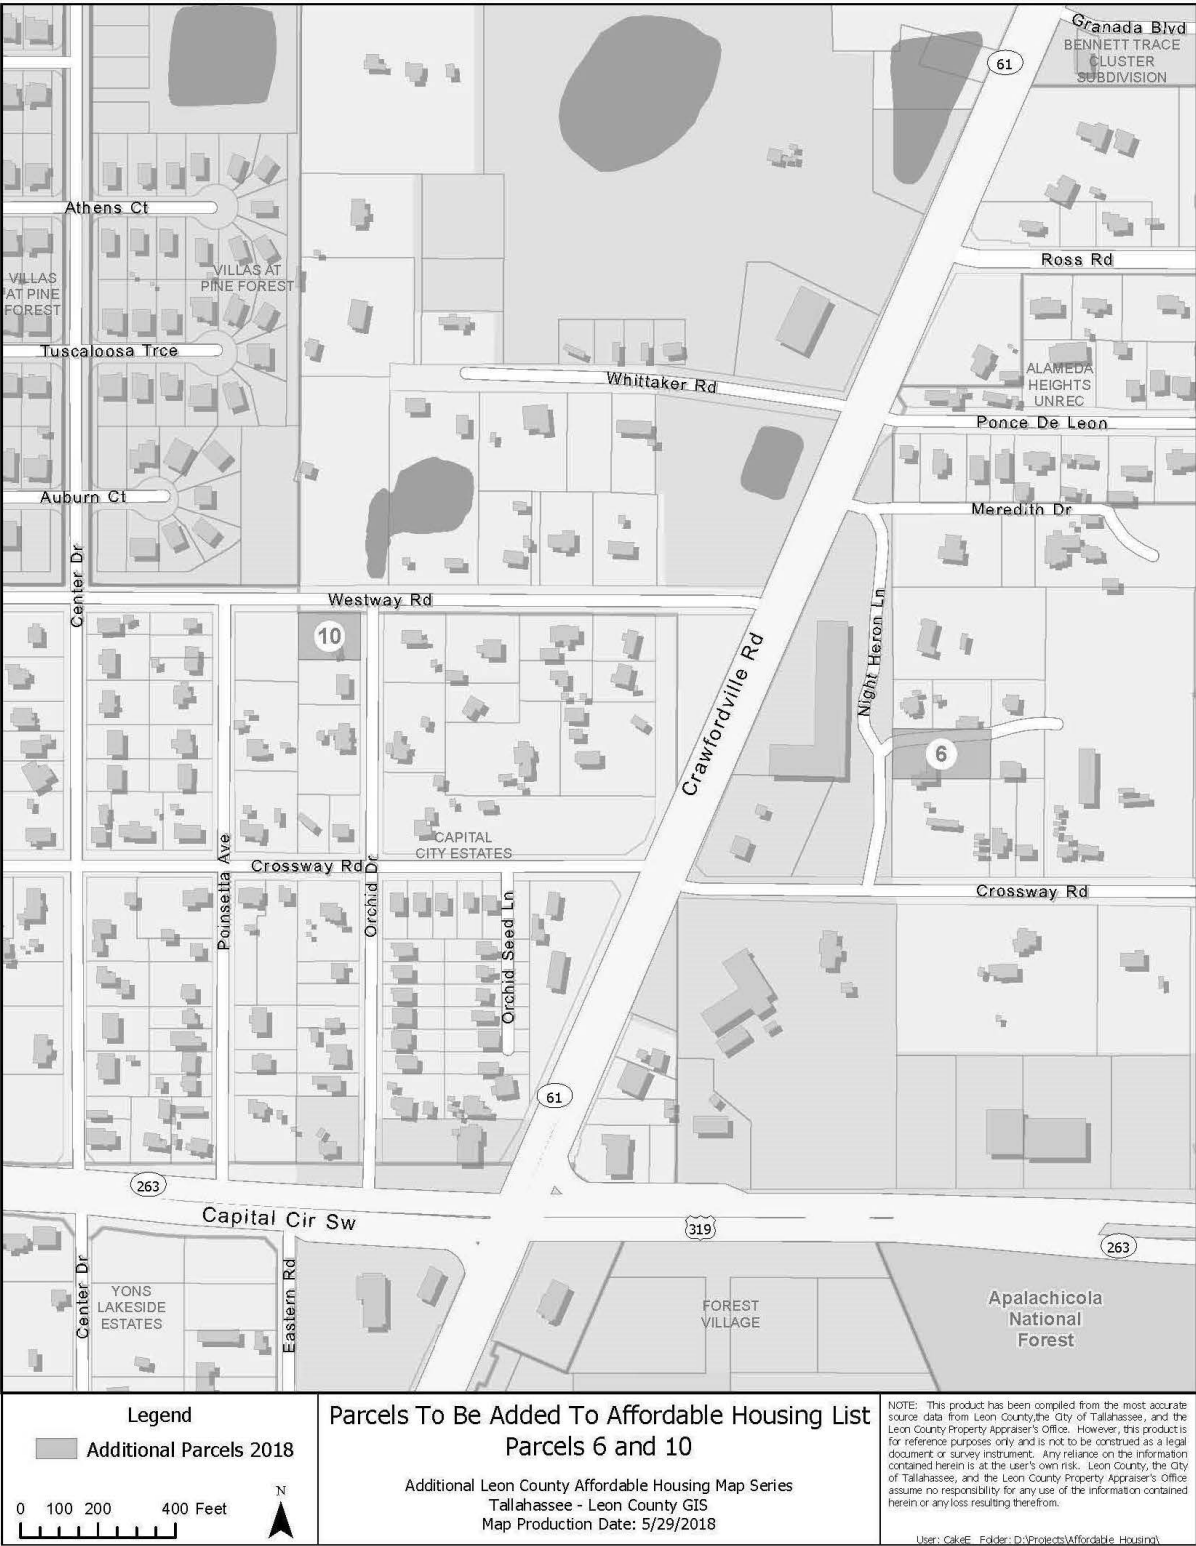 Granada Blvd
BENNETT TRACE
CLUSTER
SUBDIVISION
61
Athens Ct
VILLAS
AT PINE
FOREST
VILLAS AT
PINE FOREST
Ross Rd
Tuscaloosa Trce
Whittaker Rd
ALAMEDA
HEIGHTS
UNREC
Ponce De Leon
Auburn Ct
Meredith Dr
Center Dr
Westway Rd
10
Night Heron Ln
Crawfordville Rd
6
CAPITAL
CITY ESTATES
Poinsetta Ave
Crossway Rd
Orchid Dr
Crossway Rd
Orchid Seed Ln
61
263
Capital Cir Sw
319
263
Center Dr
YONS
LAKESIDE
ESTATES
Eastern Rd
FOREST
VILLAGE
Apalachicola
National
Forest
Legend
Additional Parcels 2018
0 100 200 400 Feet
N
Parcels To Be Added To Affordable Housing List
Parcels 6 and 10
Additional Leon County Affordable Housing Map Series
Tallahassee - Leon County GIS
Map Production Date: 5/29/2018
NOTE: This product has been compiled from the most accurate
source data from Leon County,the City of Tallahassee, and the
Leon County Property Appraiser's Office. However, this product is
for reference purposes only and is not to be construed as a legal
document or survey instrument. Any reliance on the information
contained herein is at the user's own risk. Leon County, the City
of Tallahassee, and the Leon County Property Appraiser's Office
assume no responsibility for any use of the information contained
herein or any loss resulting therefrom.
User: CakeE Folder: D:\Projects\Affordable_Housing\